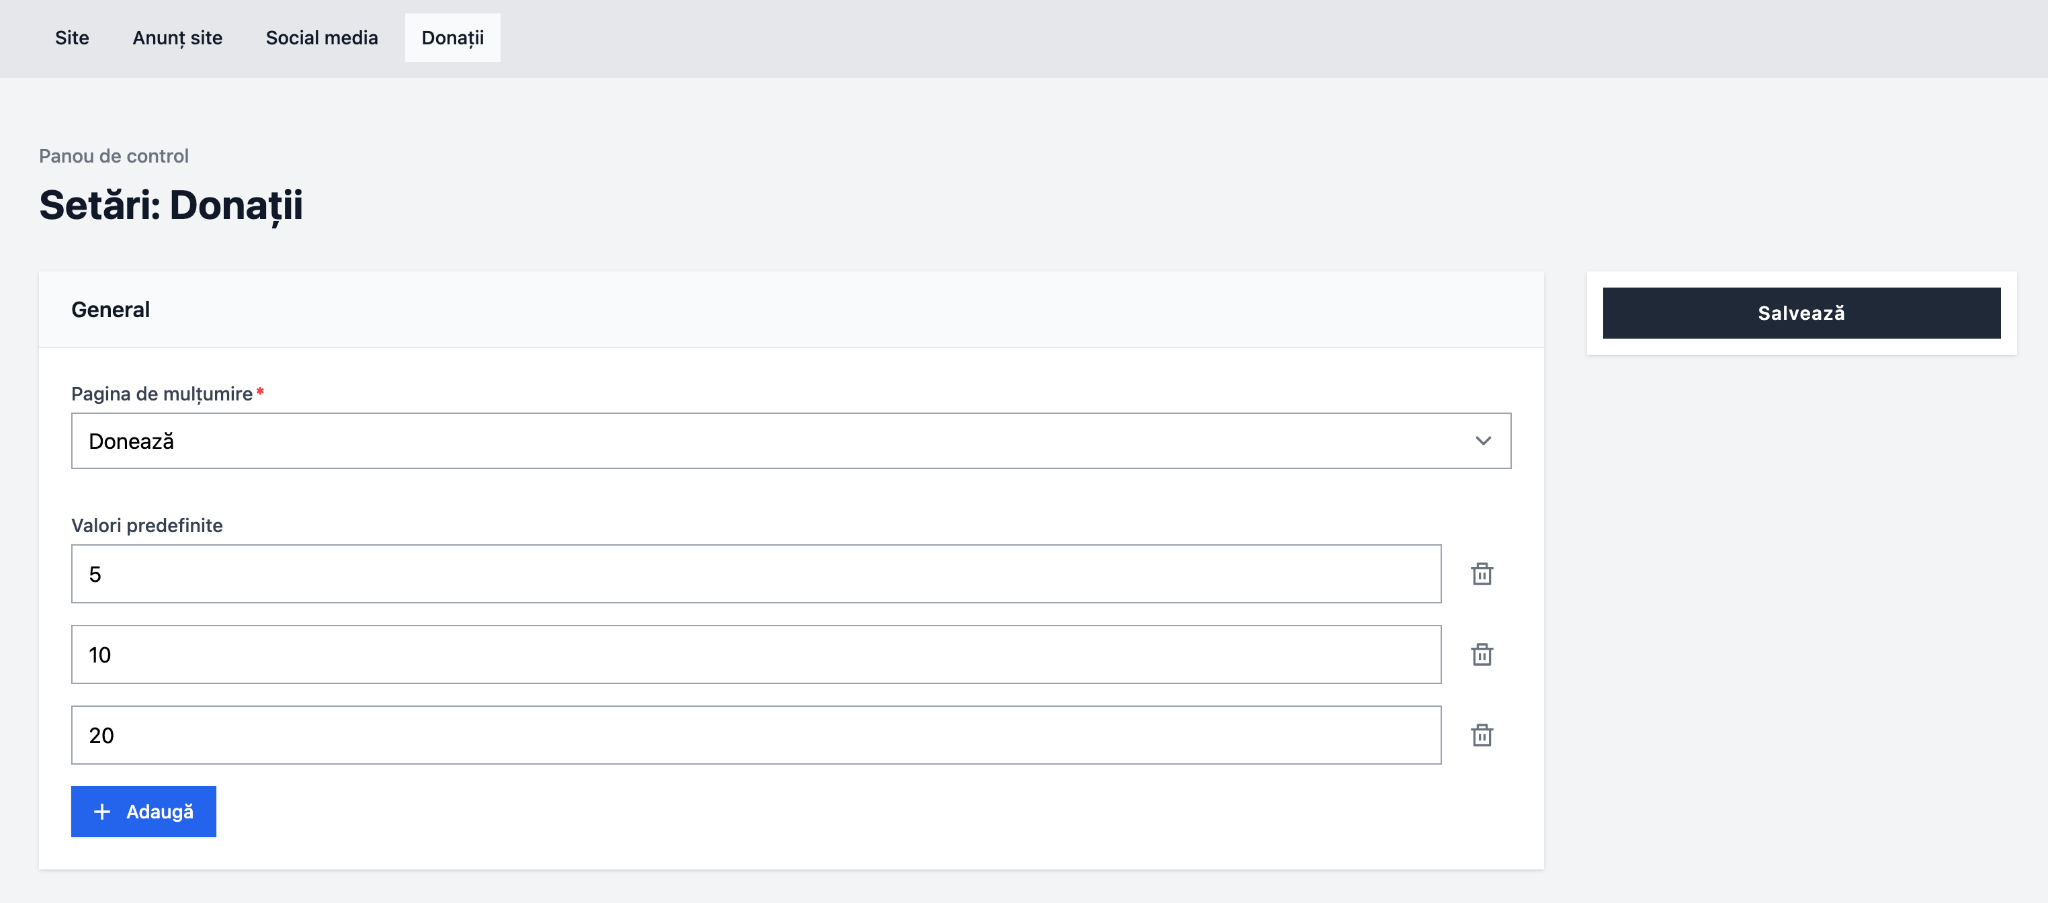 Site Anunț site Social media Donații
Panou de control
Setări: Donații
General
Salvează
Pagina de mulțumire*
Donează
Valori predefinite
5
10
20
+ Adaugă